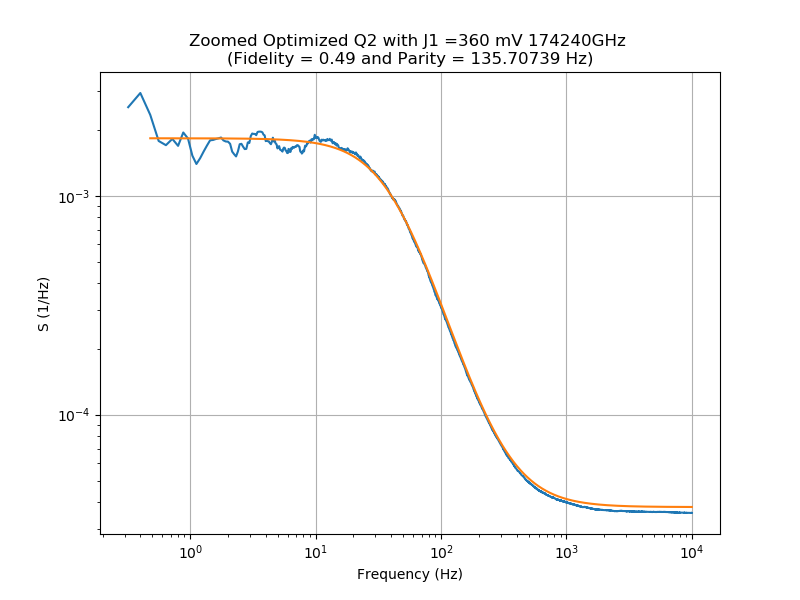 Zoomed Optimized Q2 with J1 =360 mV 174240GHz
(Fidelity = 0.49 and Parity = 135.70739 Hz)
S (1/Hz)
10⁻³
10⁻⁴
10⁰ 10¹ 10² 10³ 10⁴
Frequency (Hz)